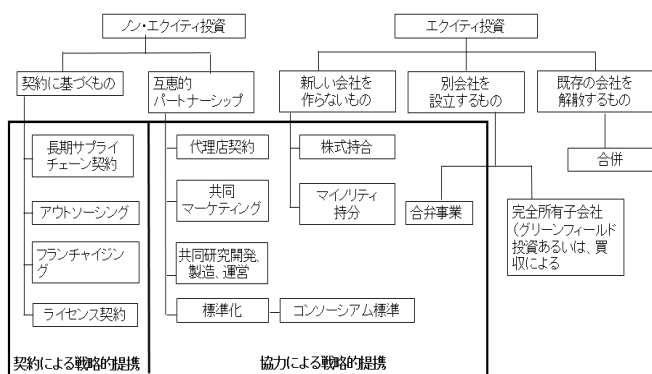 ノン・エクイティ投資
エクイティ投資
契約に基づくもの
互恵的
パートナーシップ
新しい会社を
作らないもの
別会社を
設立するもの
既存の会社を
解散するもの
長期サプライ
チェーン契約
代理店契約
株式持合
合併
アウトソーシング
共同
マーケティング
マイノリティ
持分
合弁事業
完全所有子会社
(グリーンフィールド
投資あるいは、買
収による
フランチャイジン
グ
共同研究開発、
製造、運営
ライセンス契約
標準化
コンソーシアム標準
契約による戦略的提携
協力による戦略的提携